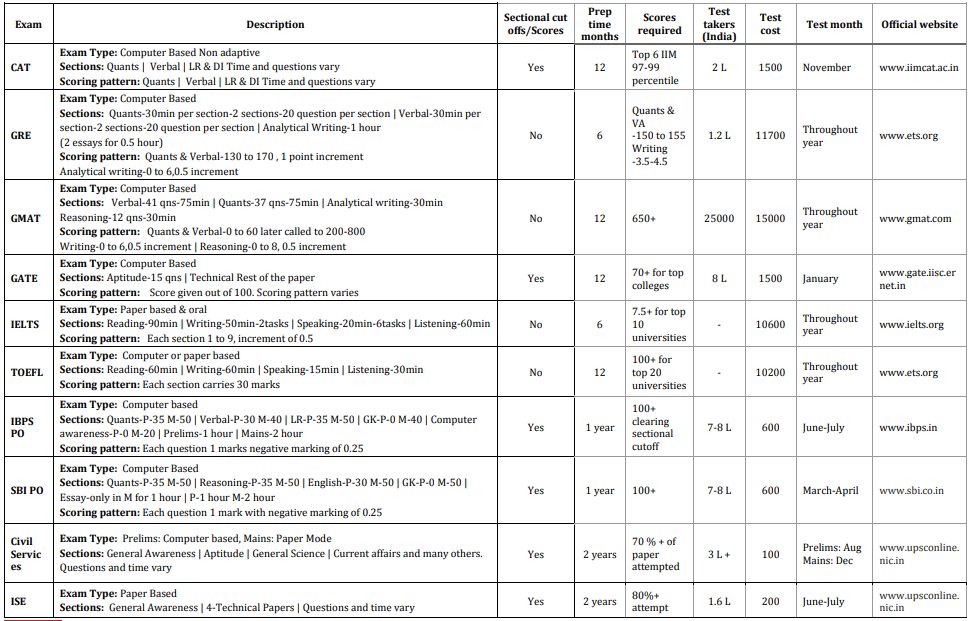 Exam Description Sectional cut offs/Scores Prep time months Scores required Test takers (India) Test cost Test month Official website
CAT
Exam Type: Computer Based Non adaptive
Sections: Quants | Verbal | LR & DI Time and questions vary
Scoring pattern: Quants | Verbal | LR & DI Time and questions vary
Yes
12
Top 6 IIM
97-99
percentile
2 L
1500
November
www.iimcat.ac.in
GRE
Exam Type: Computer Based
Sections: Quants-30min per section-2 sections-20 question per section | Verbal-30min per
section-2 sections-20 question per section | Analytical Writing-1 hour
(2 essays for 0.5 hour)
Scoring pattern: Quants & Verbal-130 to 170 , 1 point increment
Analytical writing-0 to 6,0.5 increment
No
6
Quants &
VA
-150 to 155
Writing
-3.5-4.5
1.2 L
11700
Throughout
year
www.ets.org
GMAT
Exam Type: Computer Based
Sections: Verbal-41 qns-75min | Quants-37 qns-75min | Analytical writing-30min
Reasoning-12 qns-30min
Scoring pattern: Quants & Verbal-0 to 60 later called to 200-800
Writing-0 to 6,0.5 increment | Reasoning-0 to 8, 0.5 increment
No
12
650+
25000
15000
Throughout
year
www.gmat.com
GATE
Exam Type: Computer Based
Sections: Aptitude-15 qns | Technical Rest of the paper
Scoring pattern: Score given out of 100. Scoring pattern varies
Yes
12
70+ for top
colleges
8 L
1500
January
www.gate.iisc.er
net.in
IELTS
Exam Type: Paper based & oral
Sections: Reading-90min | Writing-50min-2tasks | Speaking-20min-6tasks | Listening-60min
Scoring pattern: Each section 1 to 9, increment of 0.5
No
6
7.5+ for top
10
universities
-
10600
Throughout
year
www.ielts.org
TOEFL
Exam Type: Computer or paper based
Sections: Reading-60min | Writing-60min | Speaking-15min | Listening-30min
Scoring pattern: Each section carries 30 marks
No
12
100+ for
top 20
universities
-
10200
Throughout
year
www.ets.org
IBPS
PO
Exam Type: Computer based
Sections: Quants-P-35 M-50 | Verbal-P-30 M-40 | LR-P-35 M-50 | GK-P-0 M-40 | Computer
awareness-P-0 M-20 | Prelims-1 hour | Mains-2 hour
Scoring pattern: Each question 1 marks negative marking of 0.25
Yes
1 year
100+
clearing
sectional
cutoff
7-8 L
600
June-July
www.ibps.in
SBI PO
Exam Type: Computer Based
Sections: Quants-P-35 M-50 | Reasoning-P-35 M-50 | English-P-30 M-50 | GK-P-0 M-50 |
Essay-only in M for 1 hour | P-1 hour M-2 hour
Scoring pattern: Each question 1 mark with negative marking of 0.25
Yes
1 year
100+
7-8 L
600
March-April
www.sbi.co.in
Civil
Servic
es
Exam Type: Prelims: Computer based, Mains: Paper Mode
Sections: General Awareness | Aptitude | General Science | Current affairs and many others.
Questions and time vary
Yes
2 years
70 % + of
paper
attempted
3 L +
100
Prelims: Aug
Mains: Dec
www.upsconline.
nic.in
ISE
Exam Type: Paper Based
Sections: General Awareness | 4-Technical Papers | Questions and time vary
Yes
2 years
80%+
attempt
1.6 L
200
June-July
www.upsconline.
nic.in